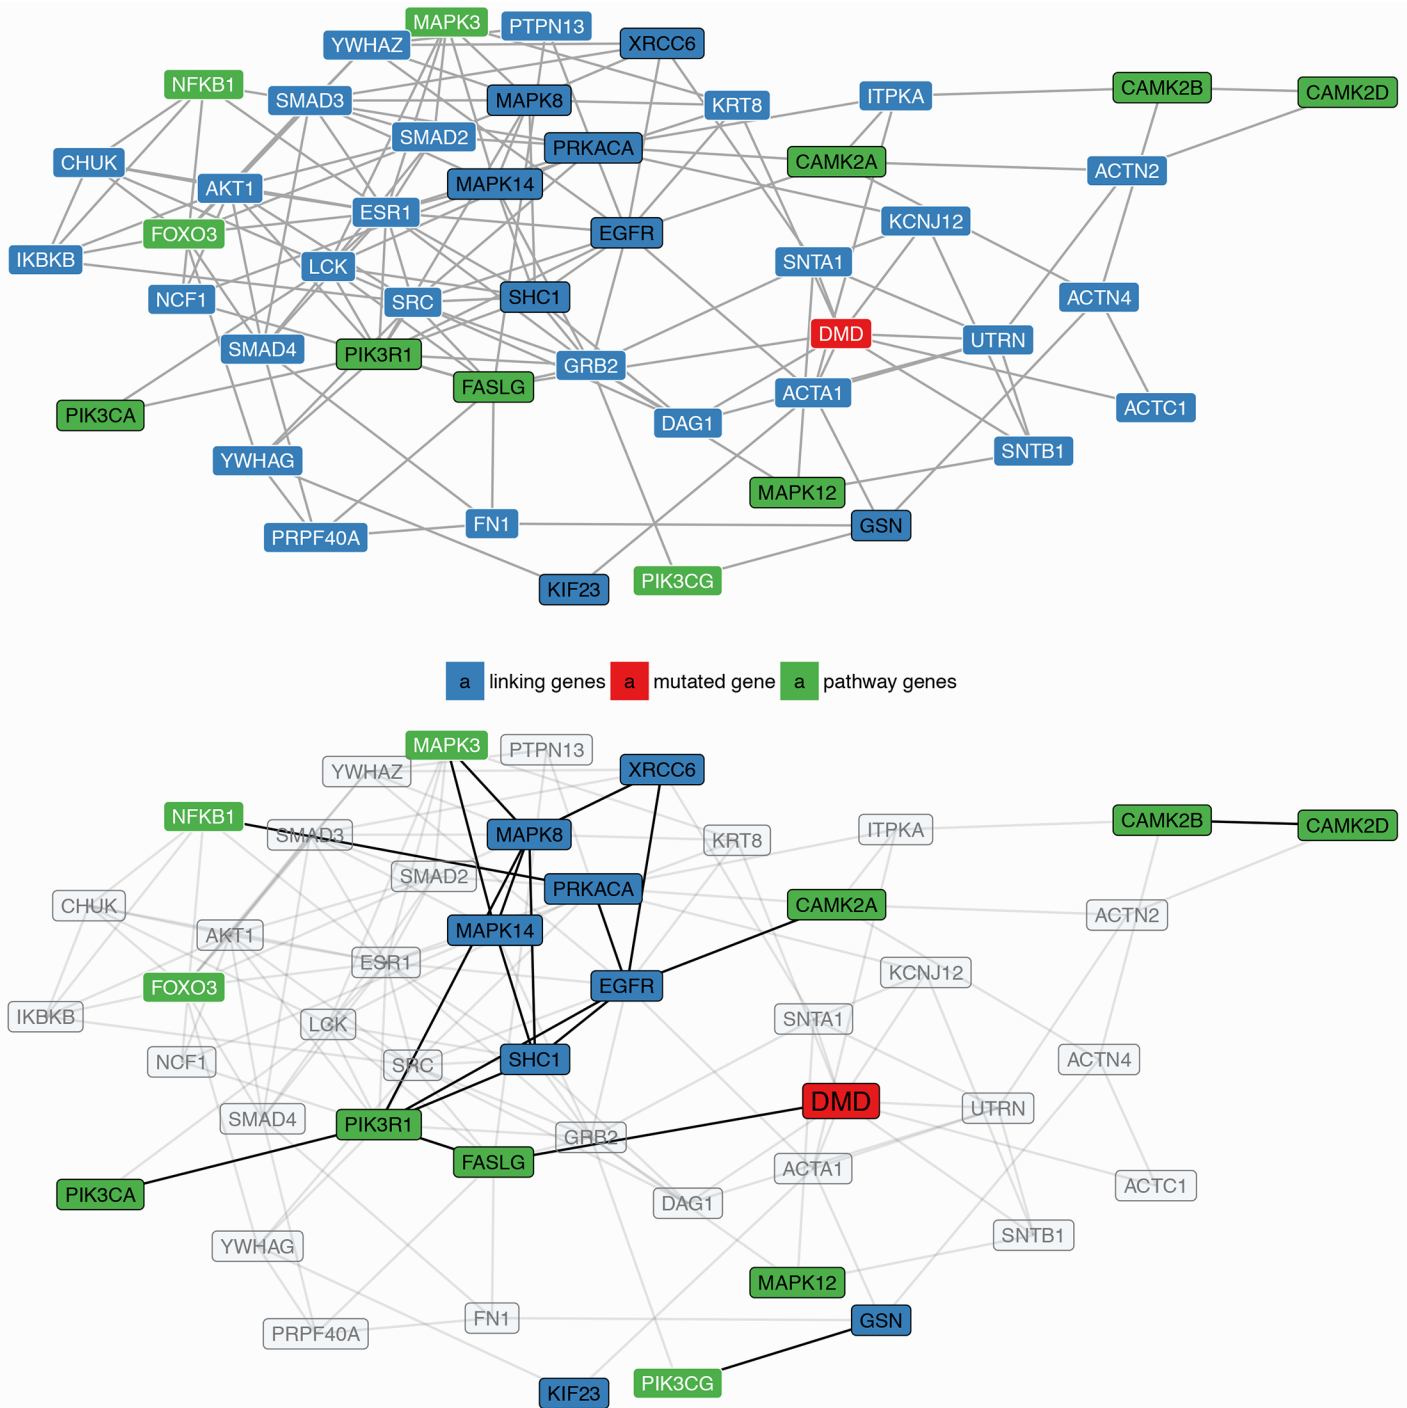 MAPK3
PTPN13
YWHAZ
XRCC6
NFKB1
SMAD3
MAPK8
KRT8
ITPKA
CAMK2B
CAMK2D
SMAD2
PRKACA
CHUK
CAMK2A
ACTN2
AKT1
MAPK14
ESR1
KCNJ12
FOXO3
EGFR
IKBKB
LCK
SNTA1
NCF1
SRC
SHC1
ACTN4
SMAD4
PIK3R1
DMD
UTRN
GRB2
FASLG
ACTA1
PIK3CA
DAG1
ACTC1
YWHAG
SNTB1
MAPK12
PRPF40A
FN1
GSN
KIF23
PIK3CG
a linking genes a mutated gene a pathway genes
MAPK3
PTPN13
YWHAZ
XRCC6
NFKB1
SMAD3
MAPK8
KRT8
ITPKA
CAMK2B
CAMK2D
SMAD2
PRKACA
CHUK
CAMK2A
ACTN2
AKT1
MAPK14
ESR1
KCNJ12
FOXO3
EGFR
IKBKB
LCK
SNTA1
NCF1
SRC
SHC1
ACTN4
SMAD4
PIK3R1
DMD
UTRN
GRB2
FASLG
ACTA1
PIK3CA
DAG1
ACTC1
YWHAG
SNTB1
MAPK12
PRPF40A
FN1
GSN
KIF23
PIK3CG